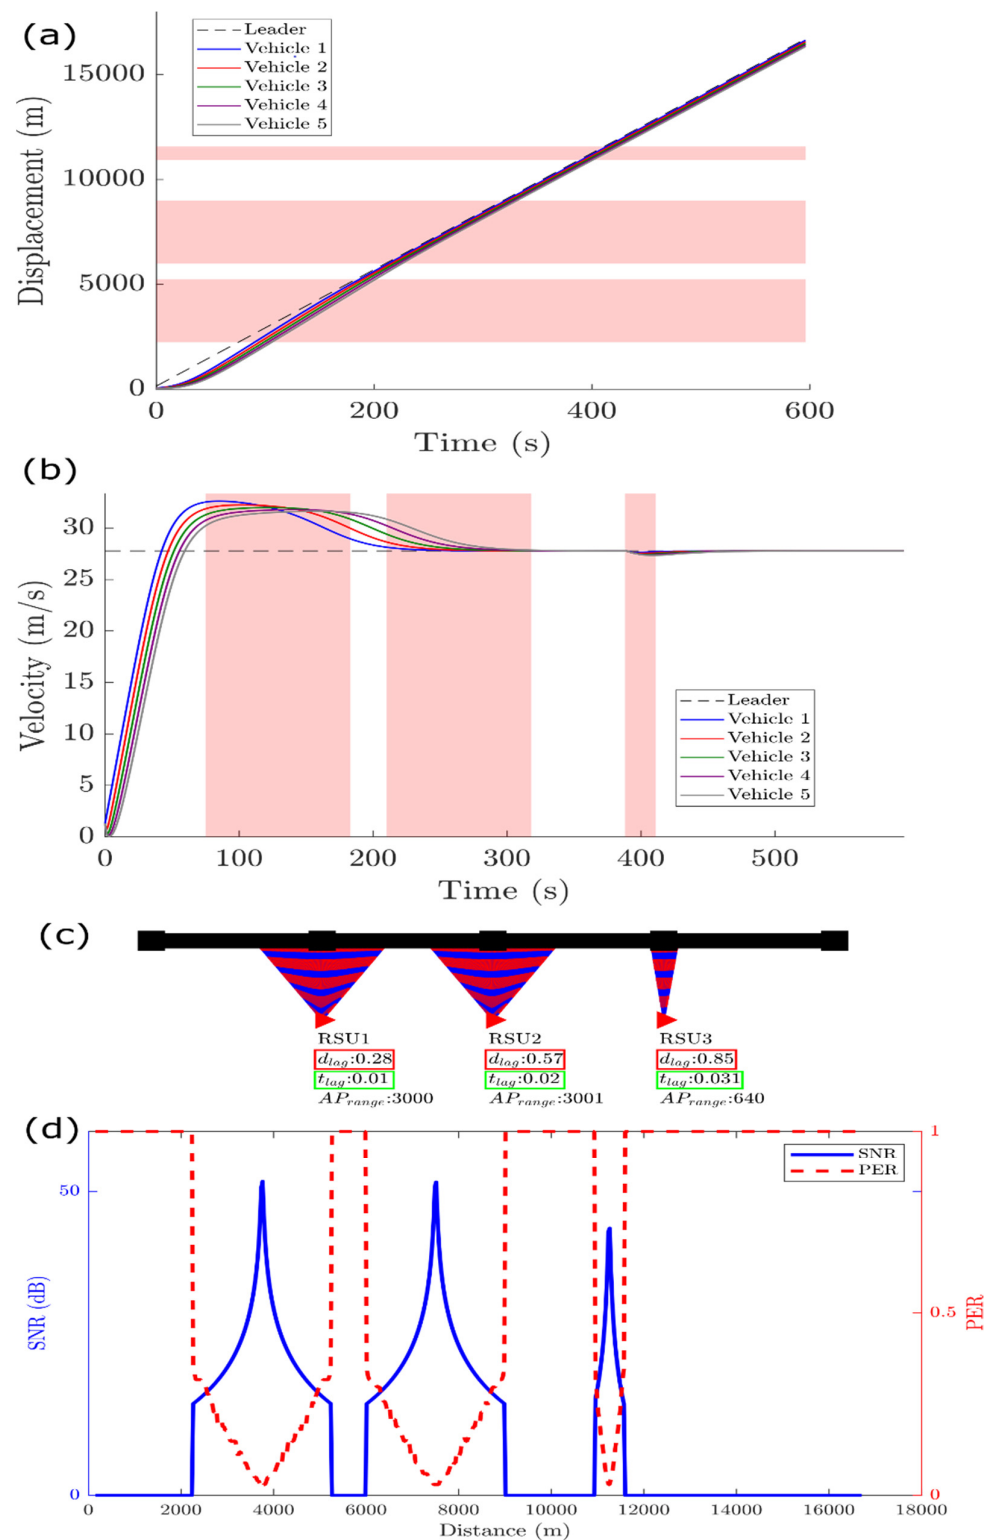 (a)
Leader
Vehicle 1
Vehicle 2
Vehicle 3
Vehicle 4
Vehicle 5
15000
10000
5000
0
Displacement (m)
0 200 400 600
Time (s)
(b)
30
25
20
15
10
5
0
Velocity (m/s)
Leader
Vehicle 1
Vehicle 2
Vehicle 3
Vehicle 4
Vehicle 5
0 100 200 300 400 500
Time (s)
(c)
RSU1 RSU2 RSU3
d_lag:0.28 d_lag:0.57 d_lag:0.85
t_lag:0.01 t_lag:0.02 t_lag:0.031
AP_range:3000 AP_range:3001 AP_range:640
(d)
SNR
PER
50
0
SNR (dB)
1
0.5
0
PER
0 2000 4000 6000 8000 10000 12000 14000 16000 18000
Distance (m)